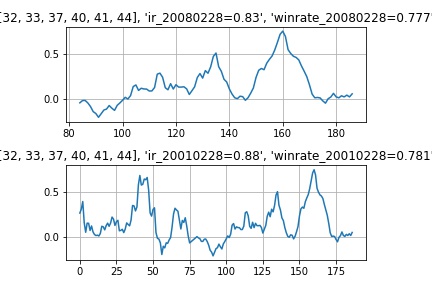 [32, 33, 37, 40, 41, 44], 'ir_20080228=0.83', 'winrate_20080228=0.777'
0.5
0.0
80 100 120 140 160 180
[32, 33, 37, 40, 41, 44], 'ir_20010228=0.88', 'winrate_20010228=0.781'
0.5
0.0
0 25 50 75 100 125 150 175